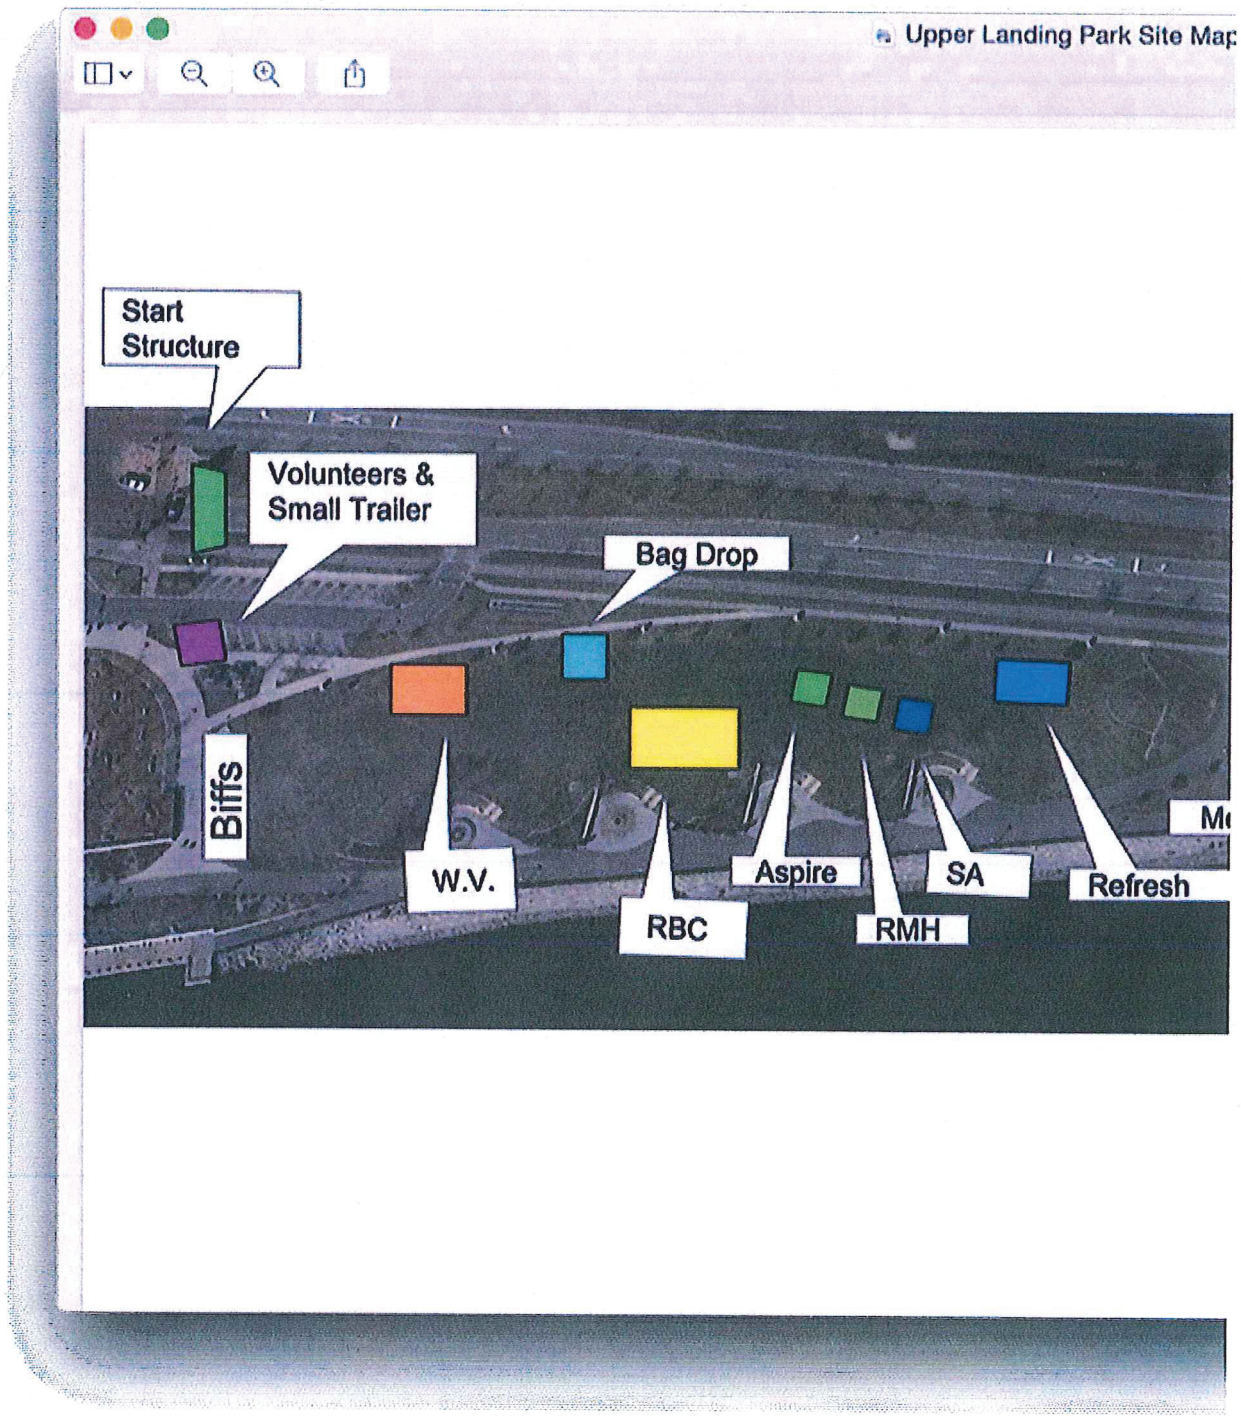 Upper Landing Park Site Map
Start
Structure
Volunteers &
Small Trailer
Bag Drop
Biffs
W.V.
RBC
Aspire
RMH
SA
Refresh